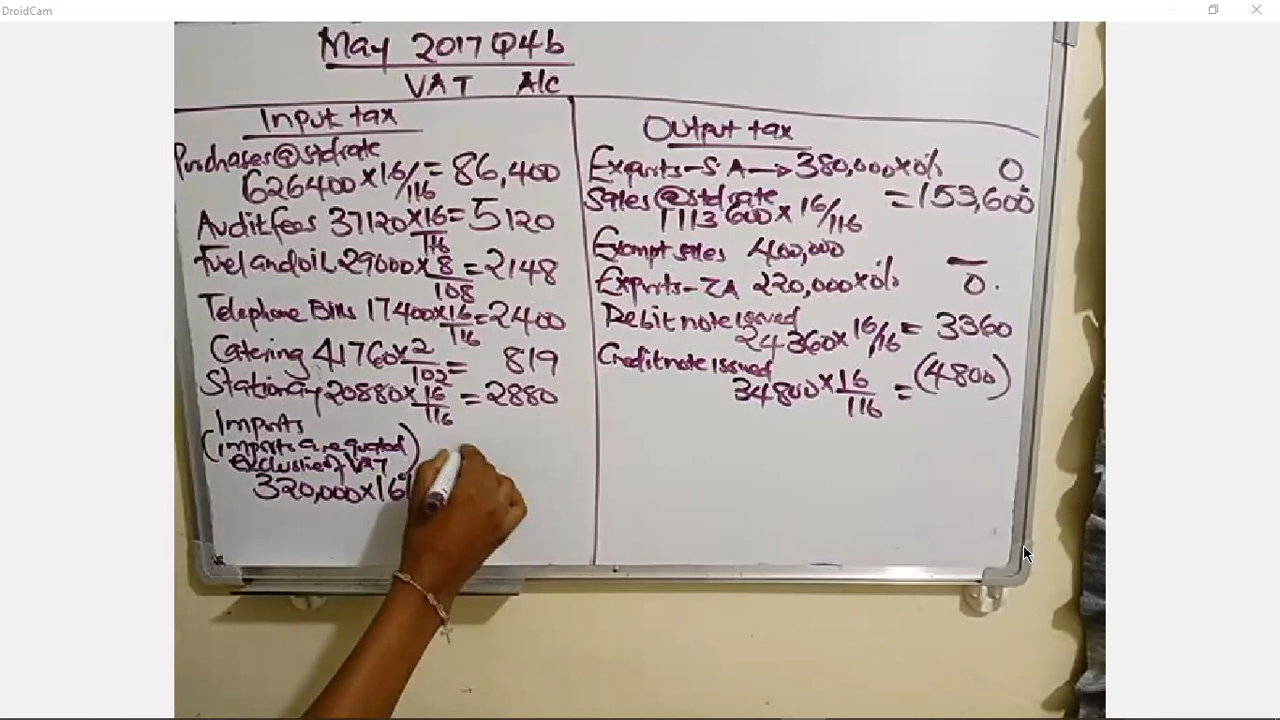 DroidCam
May 2017 Q4b
VAT A/c
Input tax
Purchases@stdrate
626400 x 16/116 = 86,400
Audit fees 37120 x 16/116 = 5120
Fuel and oil 29000 x 8/108 = 2148
Telephone Bills 17400 x 16/116 = 2400
Catering 41760 x 2/102 = 819
Stationary 20880 x 16/116 = 2880
Imports
(imports are quoted
exclusive of VAT)
320,000 x 16%
Output tax
Exports - S.A → 380,000 x 0% 0
Sales @ std rate = 153,600
1113600 x 16/116
Exempt sales 400,000 —
Exports - ZA 220,000 x 0% 0.
Debit note issued
24360 x 16/116 = 3360
Credit note issued
34800 x 16/116 = (4800)